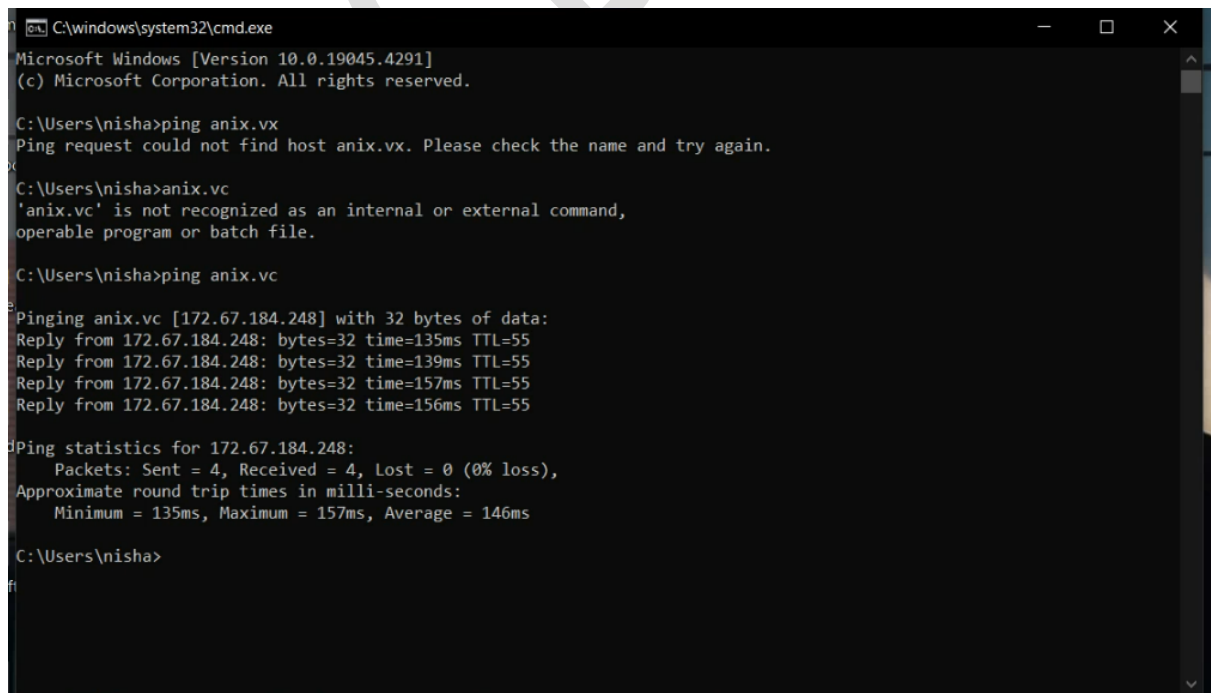 C:\windows\system32\cmd.exe
Microsoft Windows [Version 10.0.19045.4291]
(c) Microsoft Corporation. All rights reserved.
C:\Users\nisha>ping anix.vx
Ping request could not find host anix.vx. Please check the name and try again.
C:\Users\nisha>anix.vc
'anix.vc' is not recognized as an internal or external command,
operable program or batch file.
C:\Users\nisha>ping anix.vc
Pinging anix.vc [172.67.184.248] with 32 bytes of data:
Reply from 172.67.184.248: bytes=32 time=135ms TTL=55
Reply from 172.67.184.248: bytes=32 time=139ms TTL=55
Reply from 172.67.184.248: bytes=32 time=157ms TTL=55
Reply from 172.67.184.248: bytes=32 time=156ms TTL=55
Ping statistics for 172.67.184.248:
Packets: Sent = 4, Received = 4, Lost = 0 (0% loss),
Approximate round trip times in milli-seconds:
Minimum = 135ms, Maximum = 157ms, Average = 146ms
C:\Users\nisha>